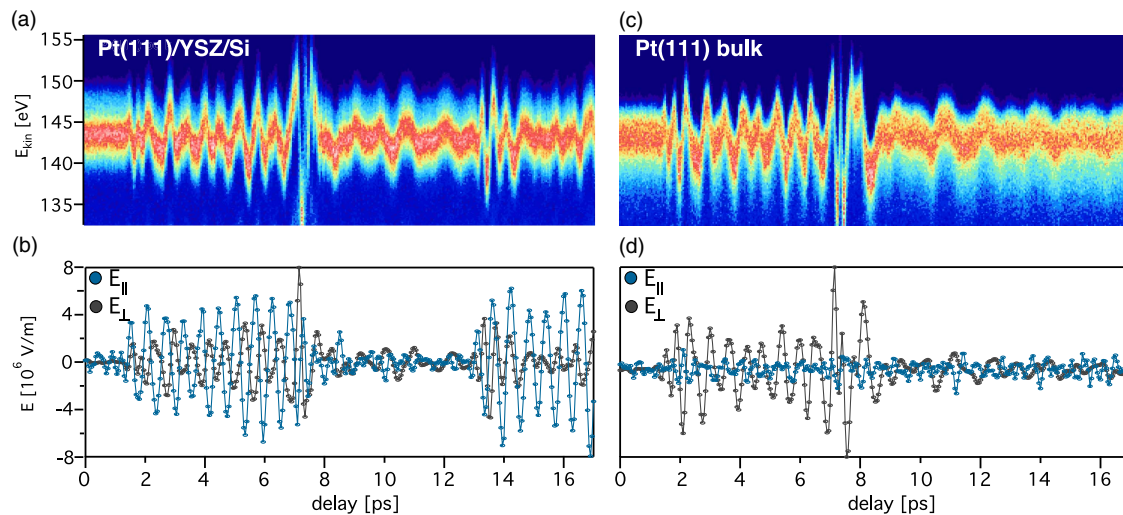 (a)
Pt(111)/YSZ/Si
155
150
145
140
135
E_kin [eV]
(c)
Pt(111) bulk
(b)
E_||
E_⊥
8
4
0
-4
-8
E [10^6 V/m]
0 2 4 6 8 10 12 14 16
delay [ps]
(d)
E_||
E_⊥
0 2 4 6 8 10 12 14 16
delay [ps]